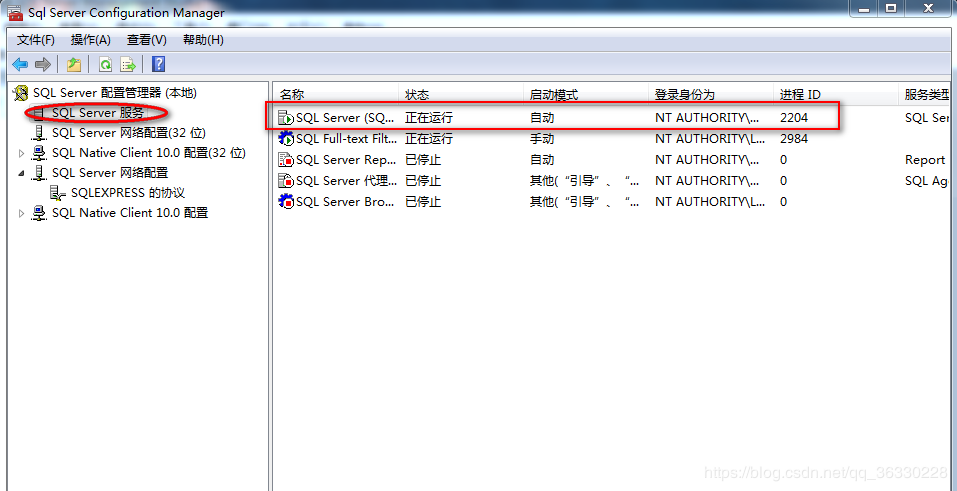 Sql Server Configuration Manager
文件(F) 操作(A) 查看(V) 帮助(H)
SQL Server 配置管理器 (本地)
SQL Server 服务
SQL Server 网络配置(32 位)
SQL Native Client 10.0 配置(32 位)
SQL Server 网络配置
SQLEXPRESS 的协议
SQL Native Client 10.0 配置
名称 状态 启动模式 登录身份为 进程 ID 服务类型
SQL Server (SQ... 正在运行 自动 NT AUTHORITY\... 2204 SQL Ser
SQL Full-text Filt... 正在运行 手动 NT AUTHORITY\L... 2984
SQL Server Rep... 已停止 自动 NT AUTHORITY\... 0 Report
SQL Server 代理... 已停止 其他(“引导”、“... NT AUTHORITY\... 0 SQL Ag
SQL Server Bro... 已停止 其他(“引导”、“... NT AUTHORITY\L... 0
https://blog.csdn.net/qq_36330228